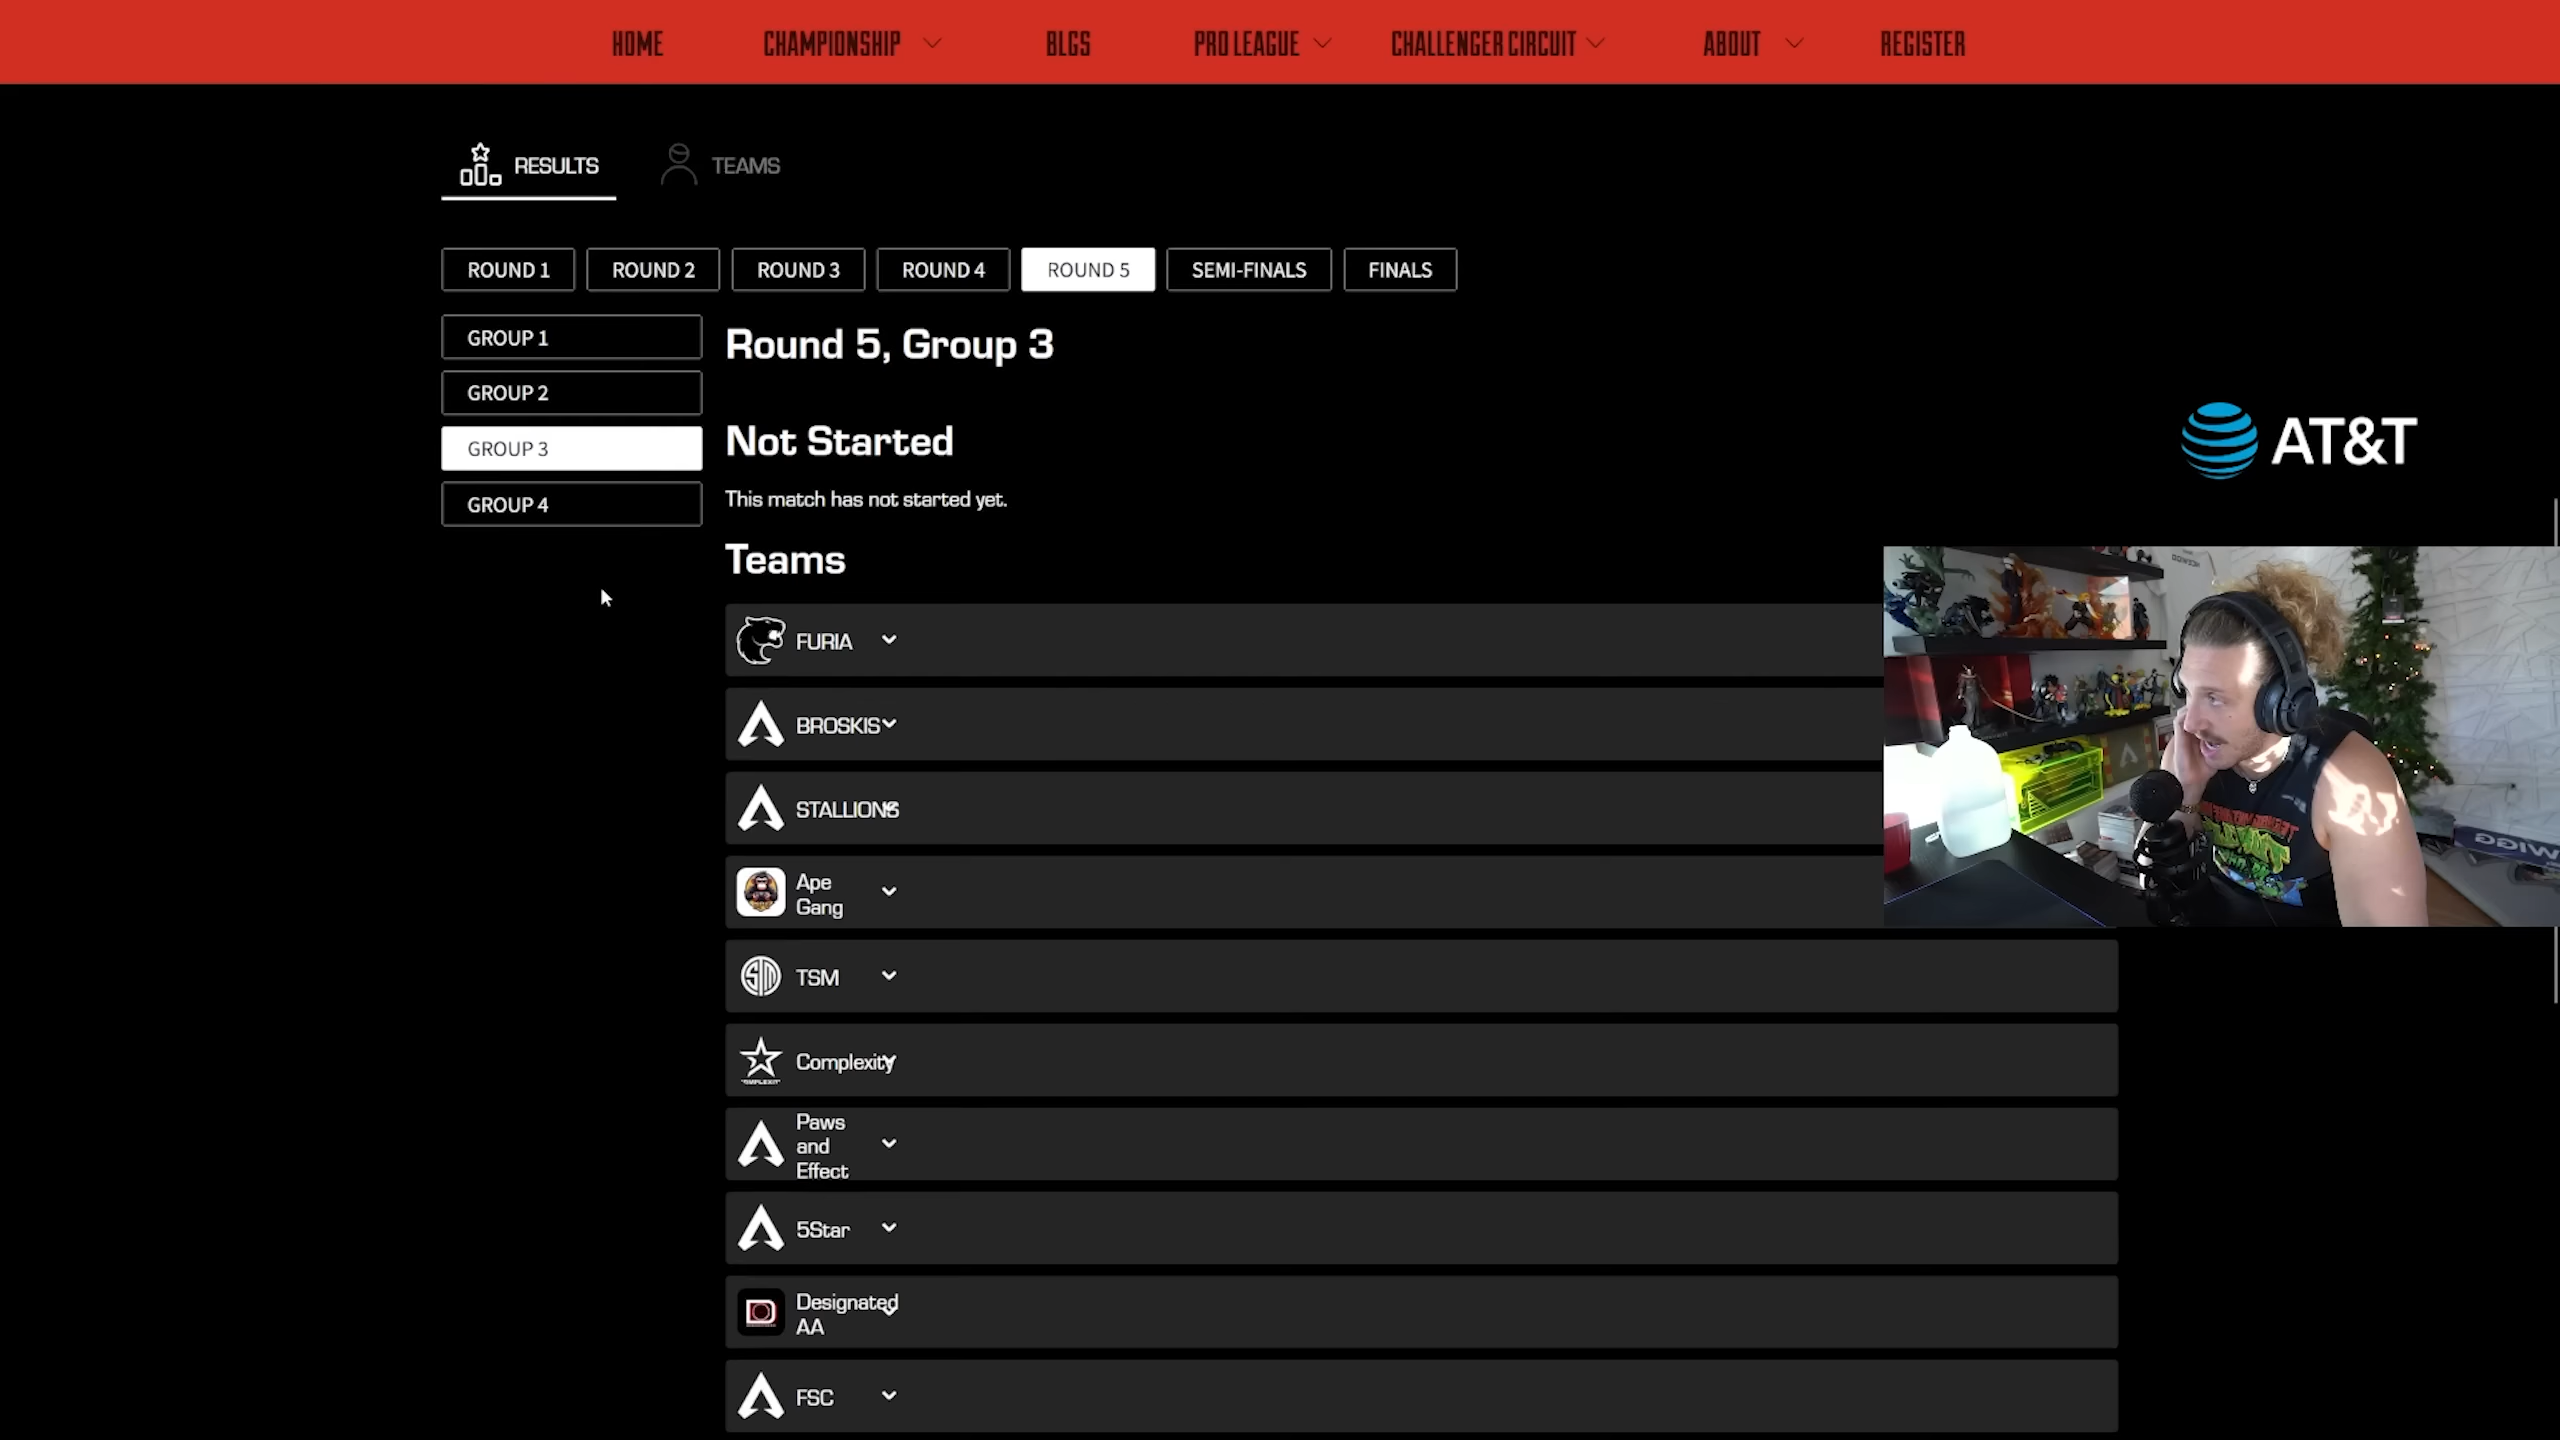 HOME
CHAMPIONSHIP
BLGS
PRO LEAGUE
CHALLENGER CIRCUIT
ABOUT
REGISTER
RESULTS
TEAMS
ROUND 1
ROUND 2
ROUND 3
ROUND 4
ROUND 5
SEMI-FINALS
FINALS
GROUP 1
GROUP 2
GROUP 3
GROUP 4
Round 5, Group 3
Not Started
This match has not started yet.
AT&T
Teams
FURIA
BROSKIS
STALLIONS
Ape
Gang
TSM
Complexity
Paws
and
Effect
5Star
Designated
AA
FSC